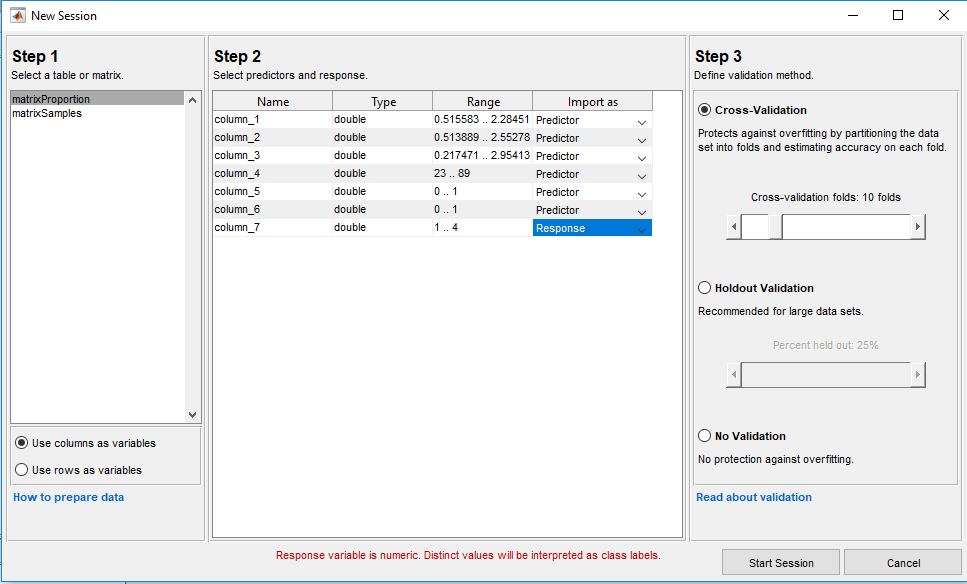 New Session
Step 1
Select a table or matrix.
matrixProportion
matrixSamples
Use columns as variables
Use rows as variables
How to prepare data
Step 2
Select predictors and response.
Name Type Range Import as
column_1 double 0.515583 .. 2.28451 Predictor
column_2 double 0.513889 .. 2.55278 Predictor
column_3 double 0.217471 .. 2.95413 Predictor
column_4 double 23 .. 89 Predictor
column_5 double 0 .. 1 Predictor
column_6 double 0 .. 1 Predictor
column_7 double 1 .. 4 Response
Step 3
Define validation method.
Cross-Validation
Protects against overfitting by partitioning the data
set into folds and estimating accuracy on each fold.
Cross-validation folds: 10 folds
Holdout Validation
Recommended for large data sets.
Percent held out: 25%
No Validation
No protection against overfitting.
Read about validation
Response variable is numeric. Distinct values will be interpreted as class labels.
Start Session Cancel